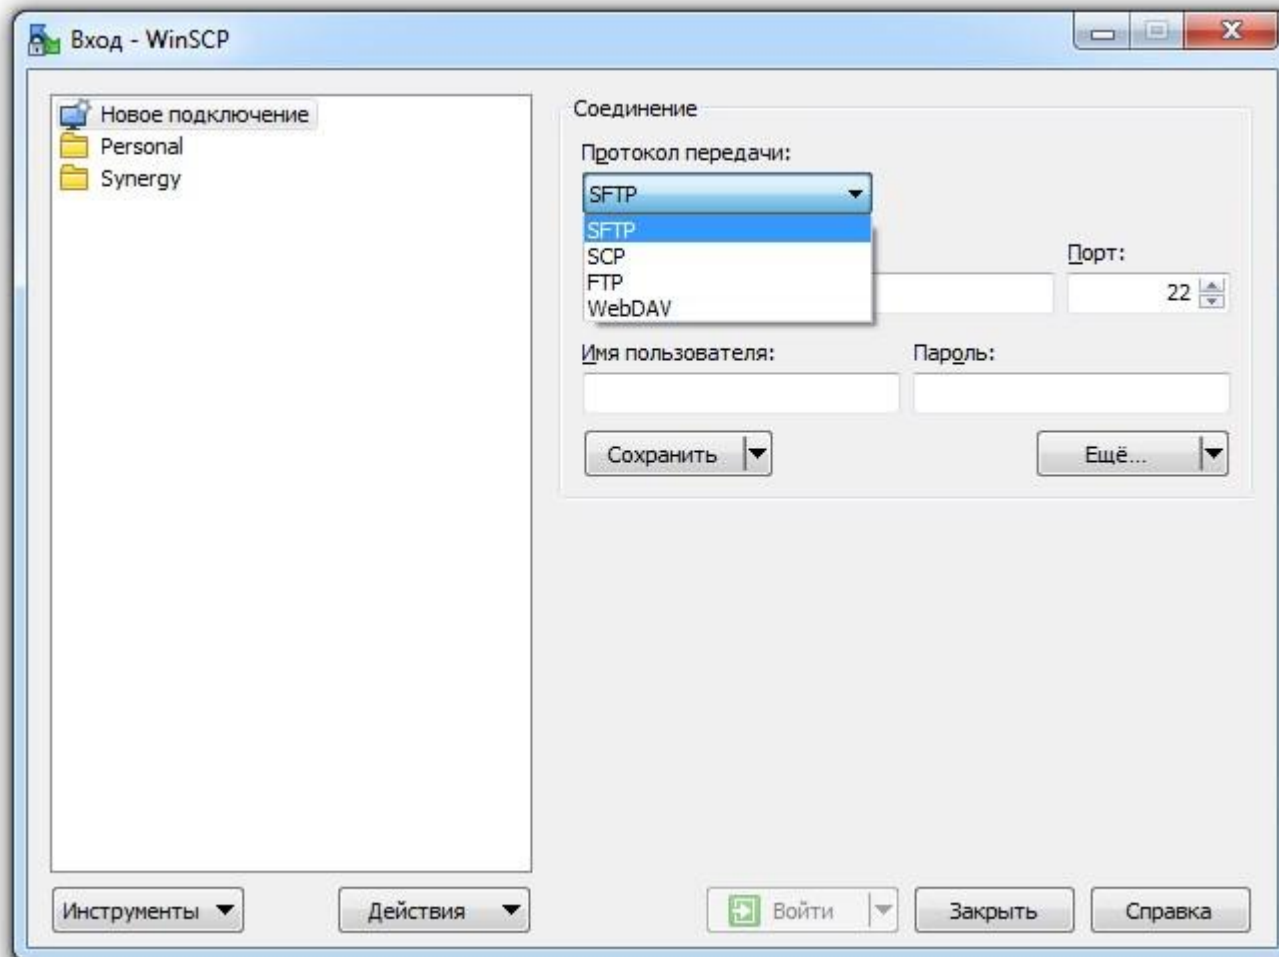 Вход - WinSCP
Новое подключение
Personal
Synergy
Соединение
Протокол передачи:
SFTP
SFTP
SCP
FTP
WebDAV
Порт:
22
Имя пользователя:
Пароль:
Сохранить
Ещё...
Инструменты
Действия
Войти
Закрыть
Справка